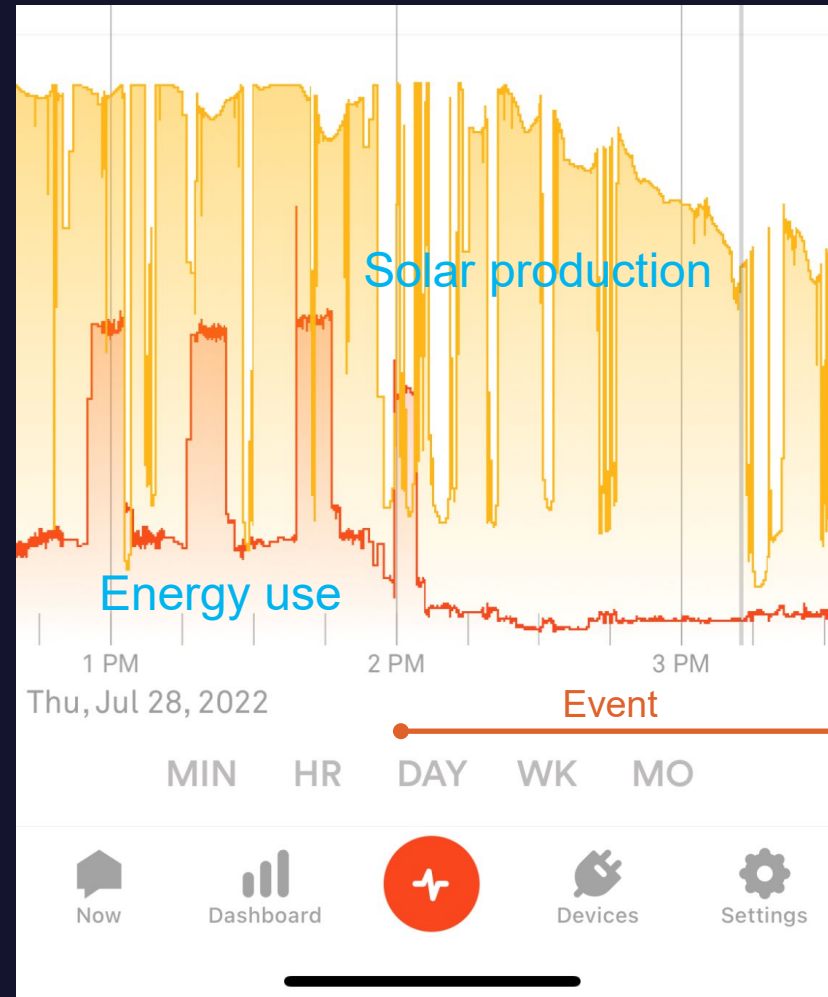 Solar production
Energy use
1 PM 2 PM 3 PM
Thu, Jul 28, 2022
Event
MIN HR DAY WK MO
Now Dashboard Devices Settings